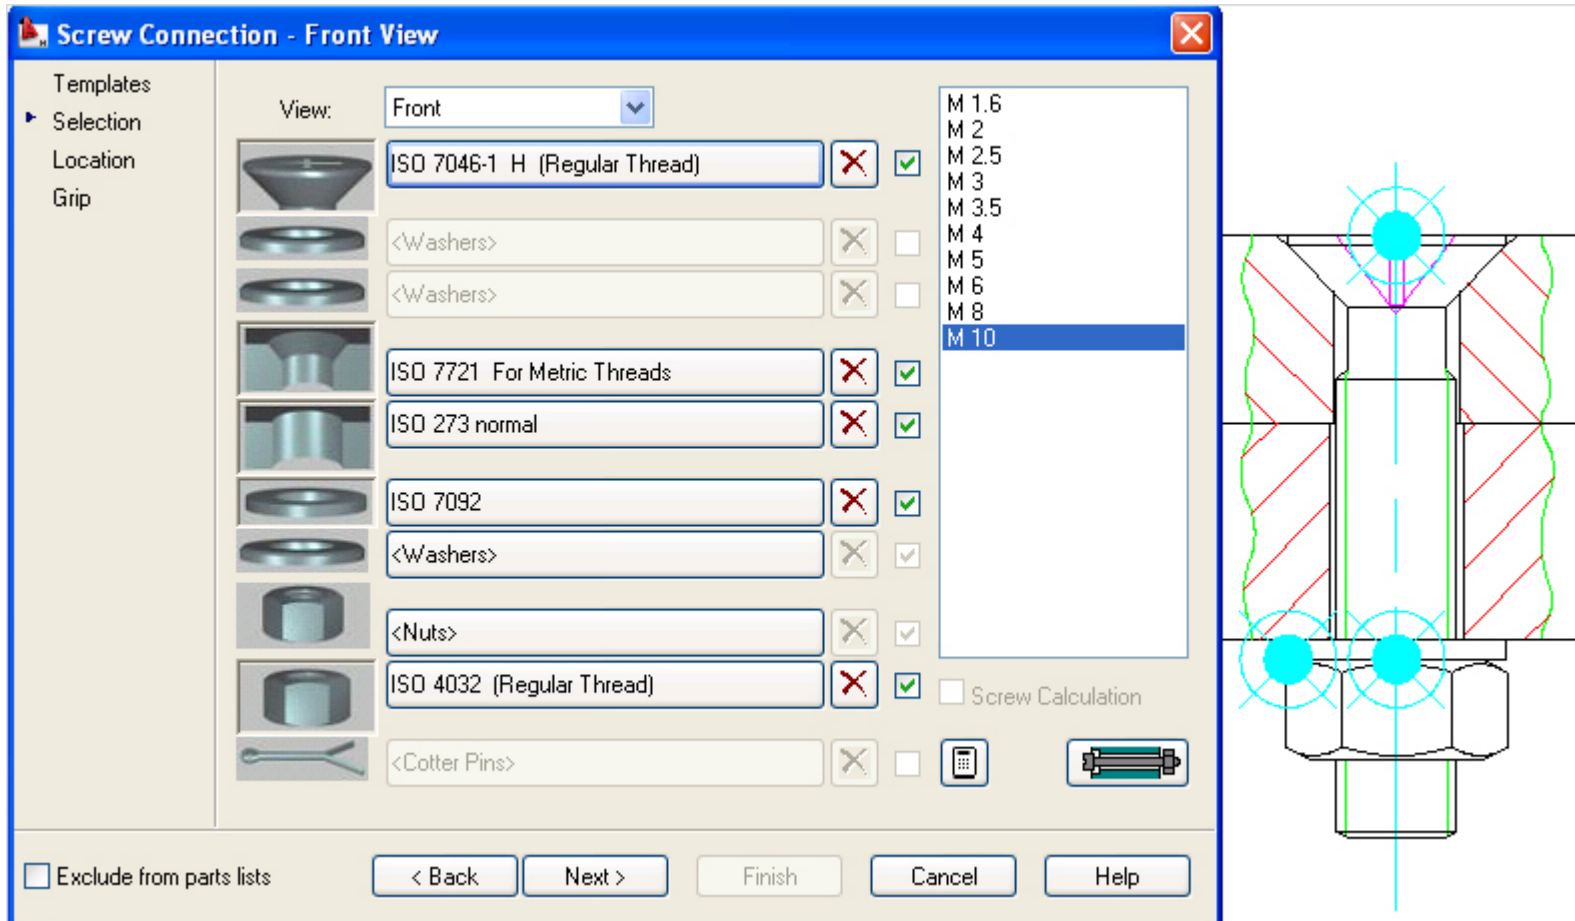 Screw Connection - Front View
Templates
Selection
Location
Grip
View:
Front
ISO 7046-1 H (Regular Thread)
<Washers>
<Washers>
ISO 7721 For Metric Threads
ISO 273 normal
ISO 7092
<Washers>
<Nuts>
ISO 4032 (Regular Thread)
<Cotter Pins>
M 1.6
M 2
M 2.5
M 3
M 3.5
M 4
M 5
M 6
M 8
M 10
Screw Calculation
Exclude from parts lists
< Back
Next >
Finish
Cancel
Help